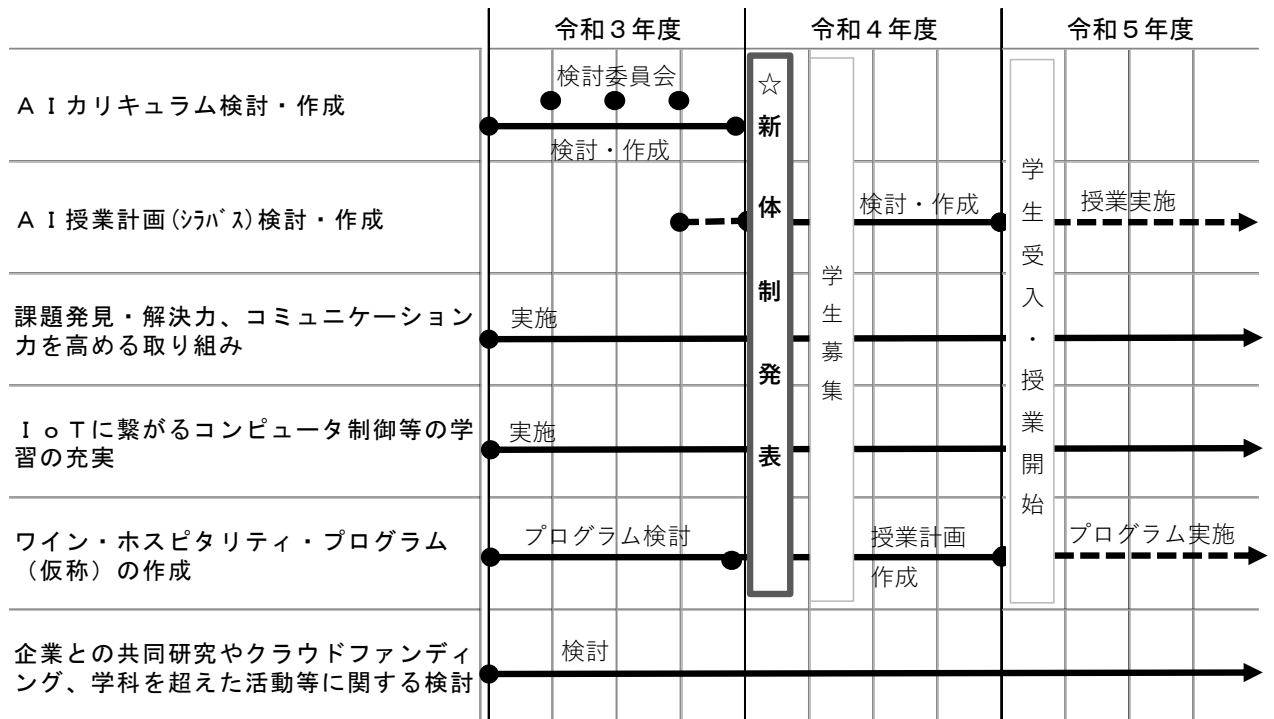 令和３年度
令和４年度
令和５年度
ＡＩカリキュラム検討・作成
検討委員会
検討・作成
ＡＩ授業計画(ｼﾗﾊﾞｽ)検討・作成
検討・作成
授業実施
課題発見・解決力、コミュニケーション
力を高める取り組み
実施
ＩｏＴに繋がるコンピュータ制御等の学
習の充実
実施
ワイン・ホスピタリティ・プログラム
（仮称）の作成
プログラム検討
授業計画
作成
プログラム実施
企業との共同研究やクラウドファンディ
ング、学科を超えた活動等に関する検討
検討
☆新体制発表
学生募集
学生受入・授業開始